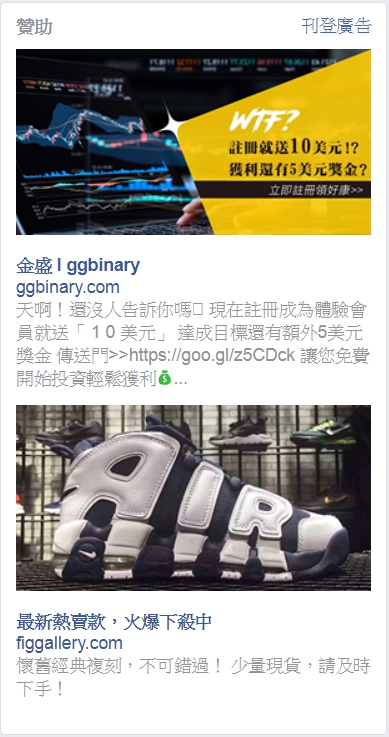 贊助 刊登廣告
WTF?
註冊就送10美元!?
獲利還有5美元獎金?
立即註冊領好康>>
金盛 l ggbinary
ggbinary.com
天啊！還沒人告訴你嗎 現在註冊成為體驗會
員就送「 1 0 美元」 達成目標還有額外5美元
獎金 傳送門>>https://goo.gl/z5CDck 讓您免費
開始投資輕鬆獲利💰...
AIR
最新熱賣款，火爆下殺中
figgallery.com
懷舊經典複刻，不可錯過！ 少量現貨，請及時
下手！